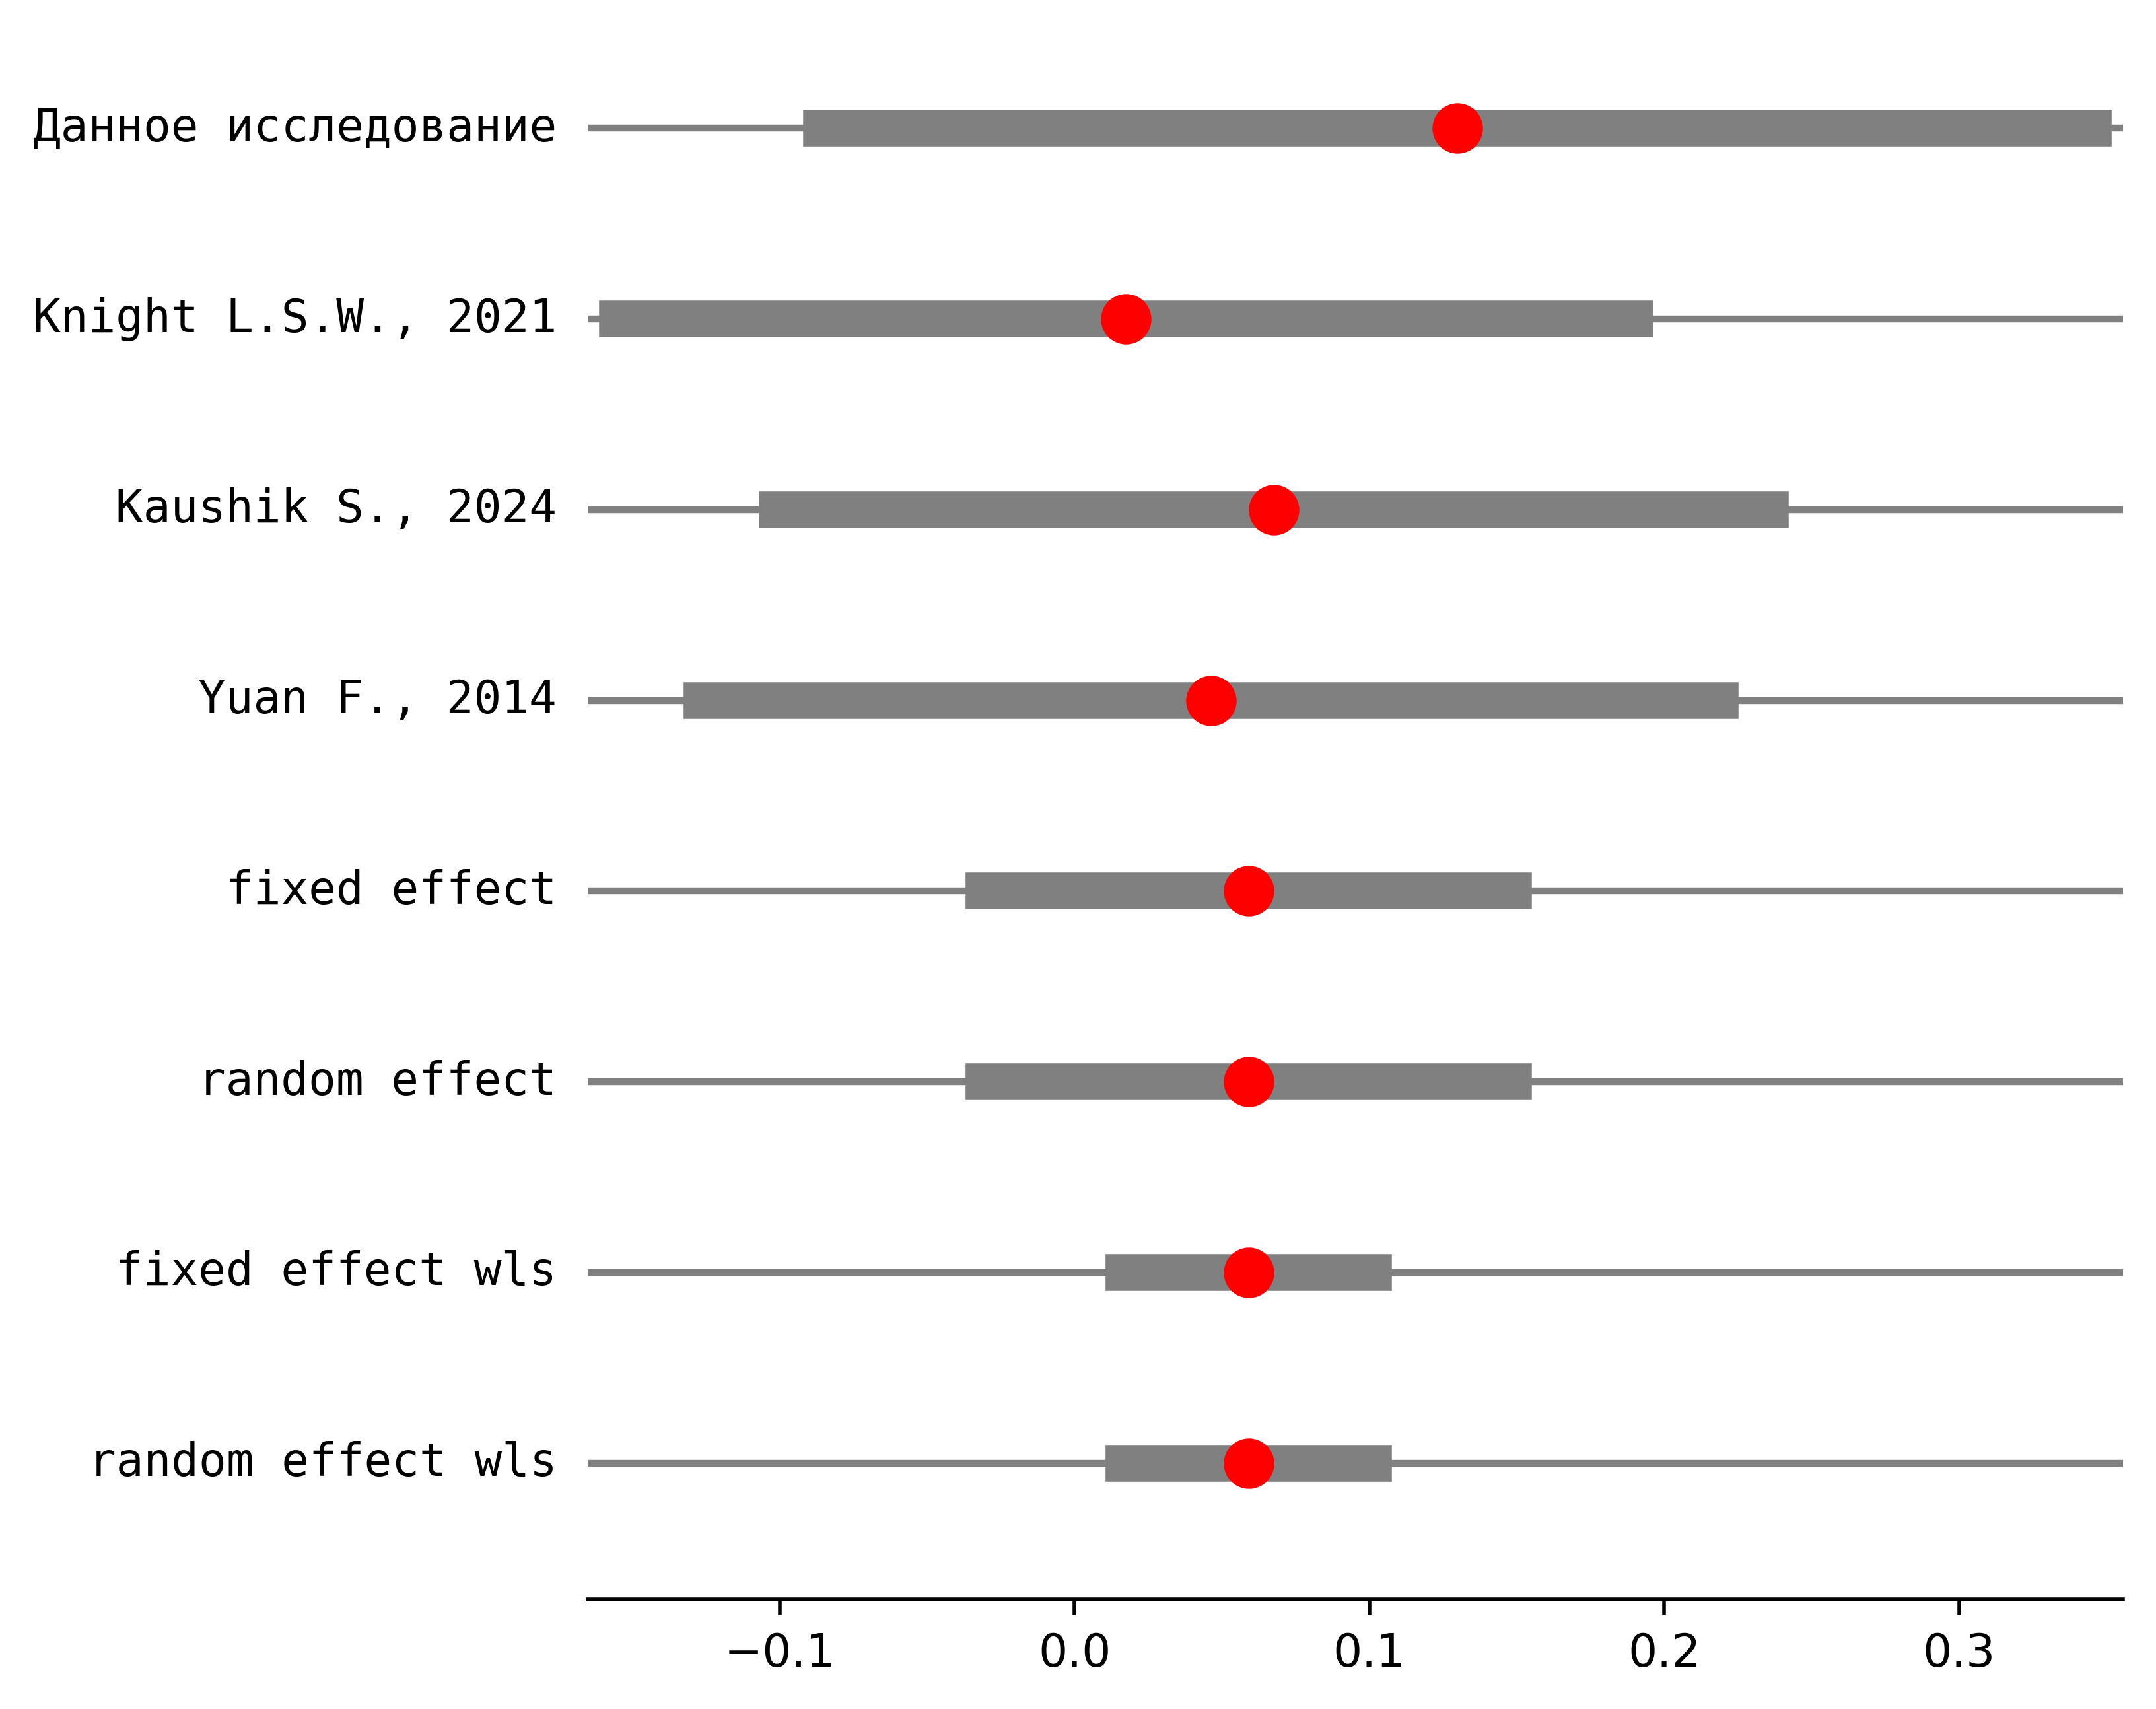 Данное исследование
Knight L.S.W., 2021
Kaushik S., 2024
Yuan F., 2014
fixed effect
random effect
fixed effect wls
random effect wls
−0.1 0.0 0.1 0.2 0.3